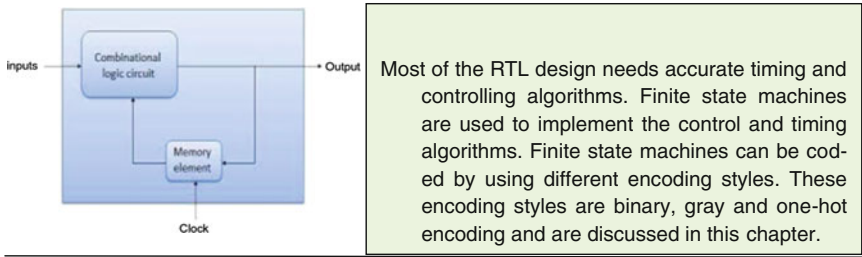 Combinational
logic circuit
inputs
Output
Memory
element
Clock
Most of the RTL design needs accurate timing and
controlling algorithms. Finite state machines
are used to implement the control and timing
algorithms. Finite state machines can be cod-
ed by using different encoding styles. These
encoding styles are binary, gray and one-hot
encoding and are discussed in this chapter.